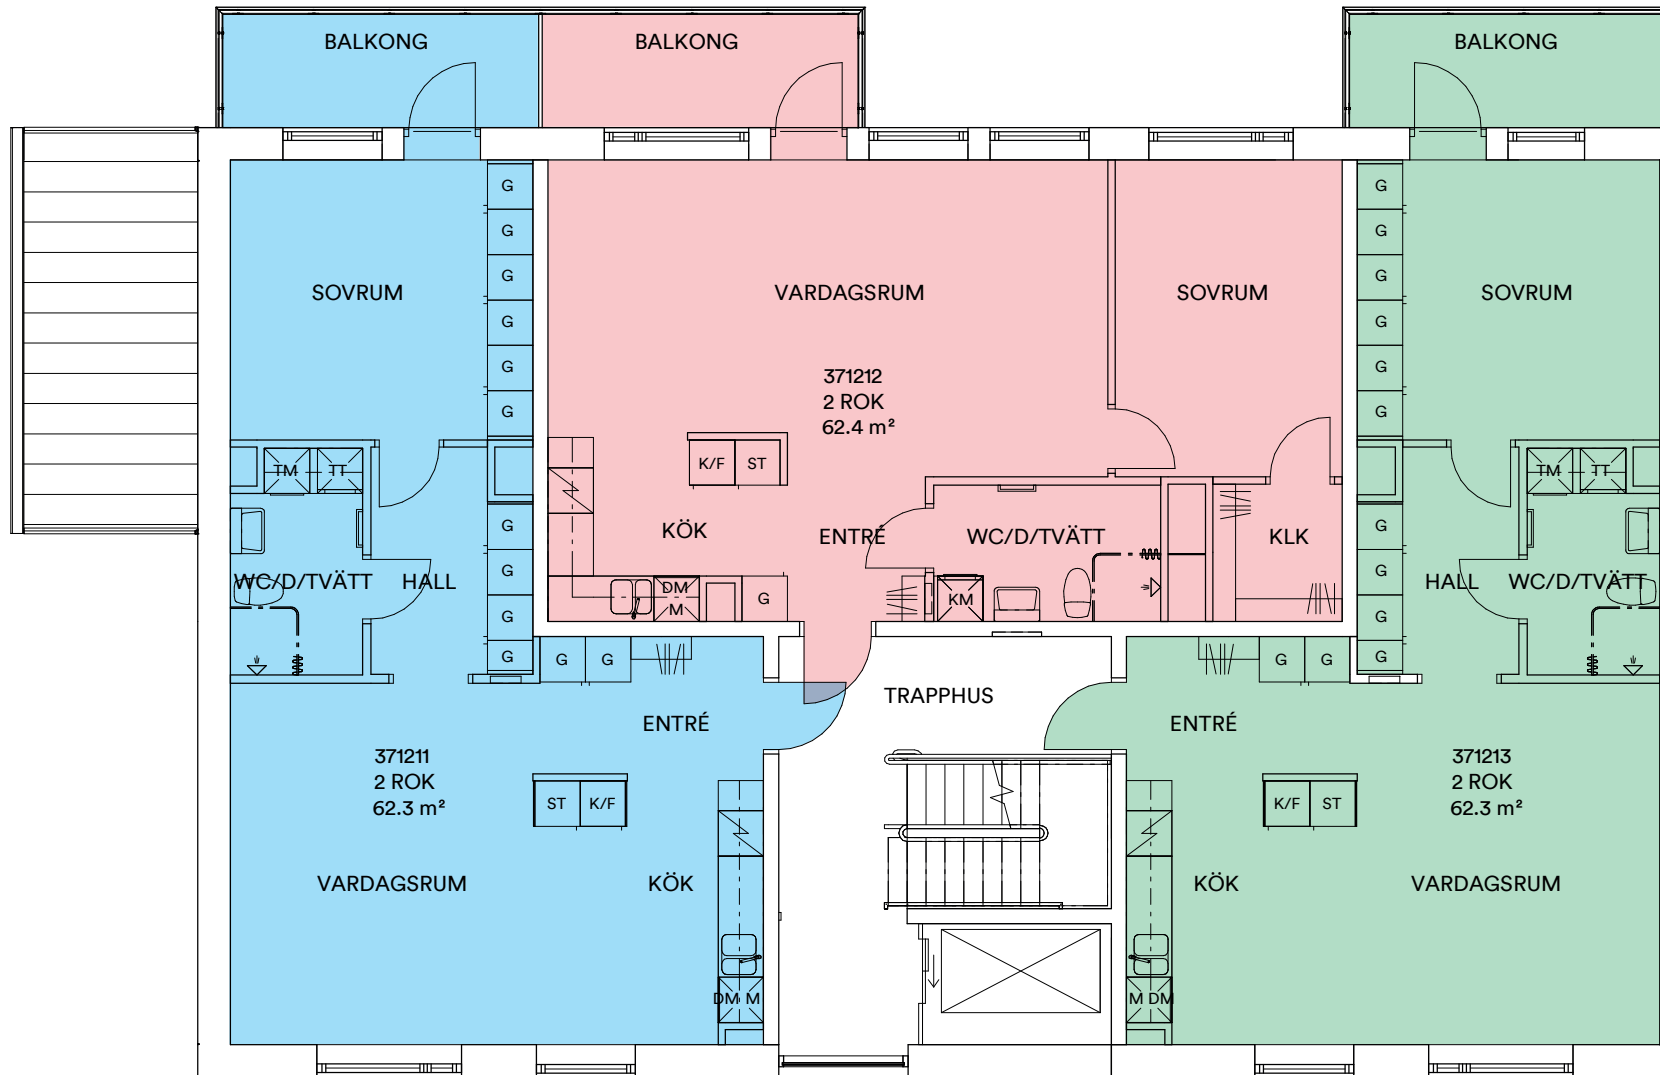 BALKONG
BALKONG
BALKONG
G
G
G
G
G
G
G
G
SOVRUM
VARDAGSRUM
SOVRUM
SOVRUM
G
G
G
G
371212
2 ROK
62.4 m²
TM
TT
K/F
ST
TM
TT
G
G
KÖK
ENTRÉ
WC/D/TVÄTT
KLK
WC/D/TVÄTT
HALL
G
G
HALL
WC/D/TVÄTT
DM
M
G
KM
G
G
G
G
G
G
G
G
ENTRÉ
TRAPPHUS
ENTRÉ
371211
2 ROK
62.3 m²
ST
K/F
371213
2 ROK
62.3 m²
K/F
ST
VARDAGSRUM
KÖK
KÖK
VARDAGSRUM
DM M
M DM